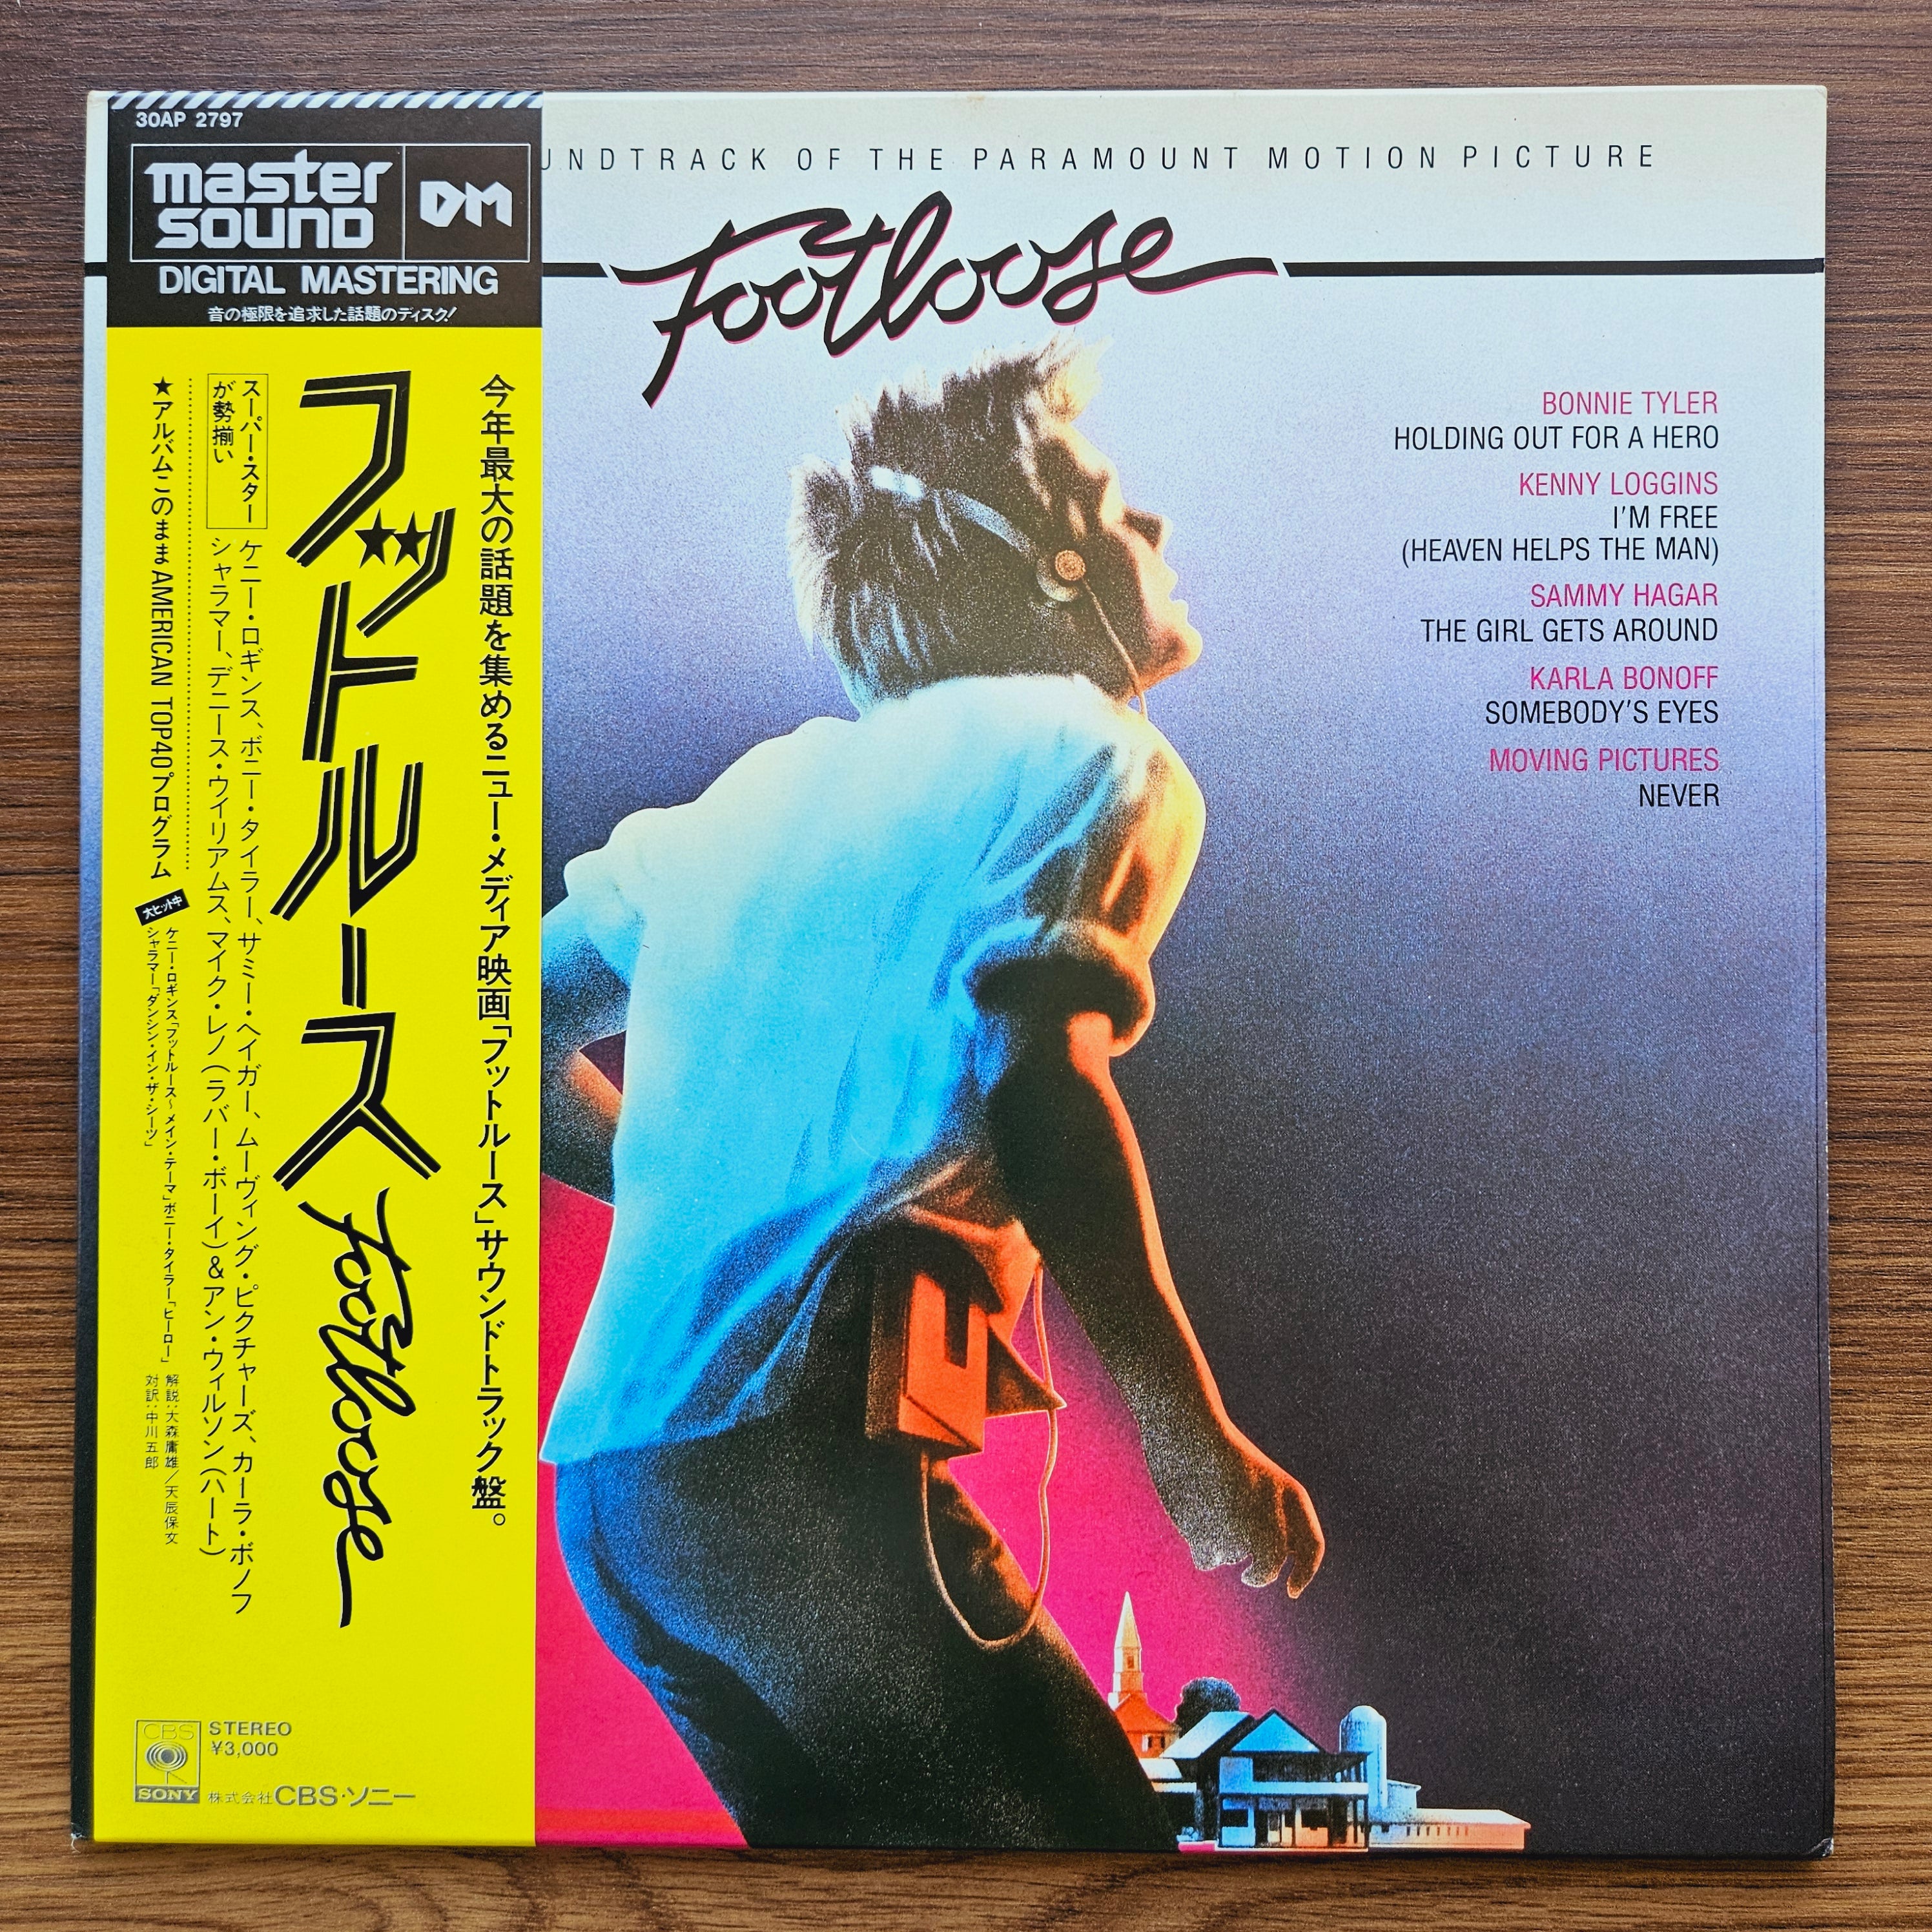 30AP 2797
master
sound
DM
DIGITAL MASTERING
音の極限を追求した話題のディスク!
今年最大の話題を集めるニュー・メディア映画「フットルース」サウンドトラック盤。
フットルース
Footloose
スーパー・スター
が勢揃い
ケニー・ロギンス、ボニー・タイラー、サミー・ヘイガー、ムーヴィング・ピクチャーズ、カーラ・ボノフ
シャラマー、デニース・ウイリアムス、マイク・レノ(ラバー・ボーイ)&アン・ウィルソン(ハート)
★アルバムこのままAMERICAN TOP40プログラム
大ヒット中
ケニー・ロギンス「フットルース〜メイン・テーマ」ボニー・タイラー「ヒーロー」
シャラマー「ダンシン・イン・ザ・シーツ」
解説:大森庸雄/天辰保文
対訳:中川五郎
CBS
SONY
STEREO
¥3,000
株式会社CBS・ソニー
UNDTRACK OF THE PARAMOUNT MOTION PICTURE
Footloose
BONNIE TYLER
HOLDING OUT FOR A HERO
KENNY LOGGINS
I'M FREE
(HEAVEN HELPS THE MAN)
SAMMY HAGAR
THE GIRL GETS AROUND
KARLA BONOFF
SOMEBODY'S EYES
MOVING PICTURES
NEVER